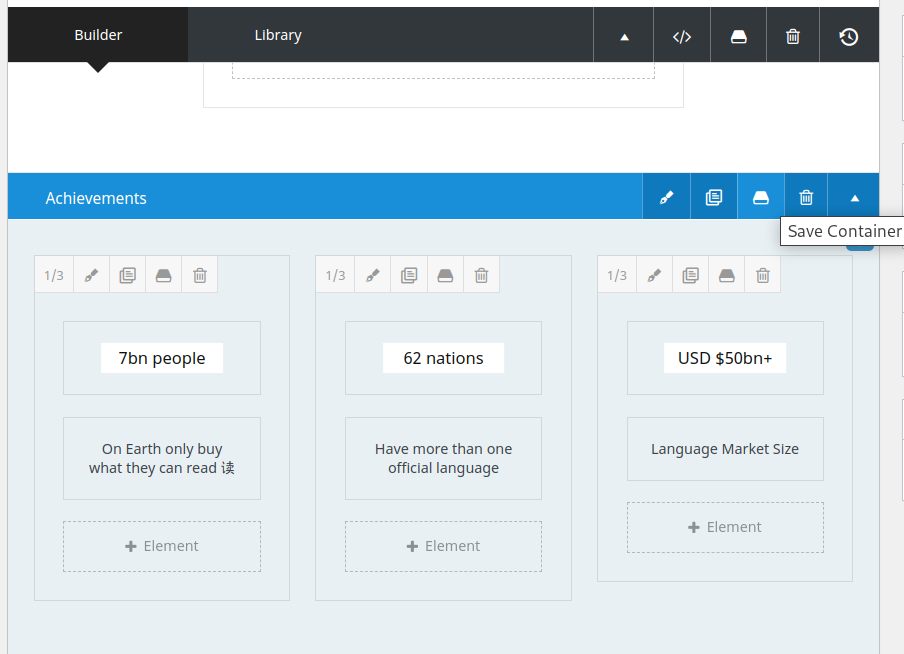 Builder
Library
</>
Achievements
Save Container
1/3
1/3
1/3
7bn people
62 nations
USD $50bn+
On Earth only buy
what they can read 读
Have more than one
official language
Language Market Size
+ Element
+ Element
+ Element